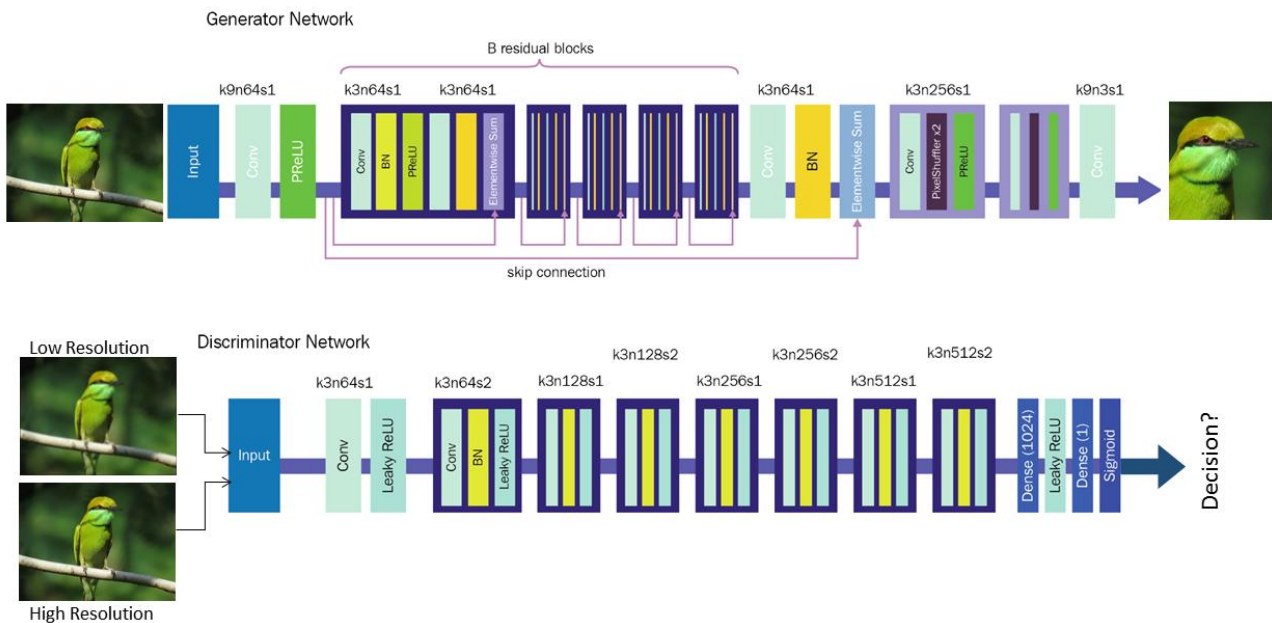 Generator Network
B residual blocks
k9n64s1
k3n64s1
k3n64s1
k3n64s1
k3n256s1
k9n3s1
Input
Conv
PReLU
Conv
BN
PReLU
Elementwise Sum
Conv
BN
Elementwise Sum
Conv
PixelShuffler x2
PReLU
Conv
skip connection
Discriminator Network
Low Resolution
High Resolution
k3n64s1
k3n64s2
k3n128s1
k3n128s2
k3n256s1
k3n256s2
k3n512s1
k3n512s2
Input
Conv
Leaky ReLU
Conv
BN
Leaky ReLU
Dense (1024)
Leaky ReLU
Dense (1)
Sigmoid
Decision?